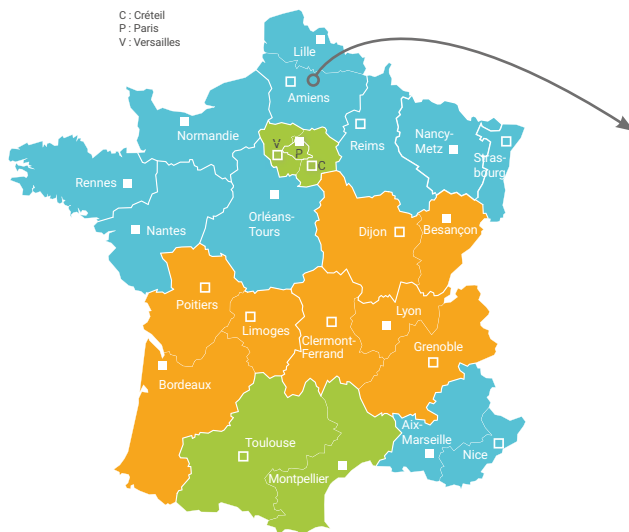 C : Créteil
P : Paris
V : Versailles
Lille
Amiens
Normandie
V
P
C
Reims
Nancy-
Metz
Stras-
bourg
Rennes
Nantes
Orléans-
Tours
Dijon
Besançon
Poitiers
Limoges
Clermont-
Ferrand
Lyon
Grenoble
Bordeaux
Aix-
Marseille
Nice
Toulouse
Montpellier